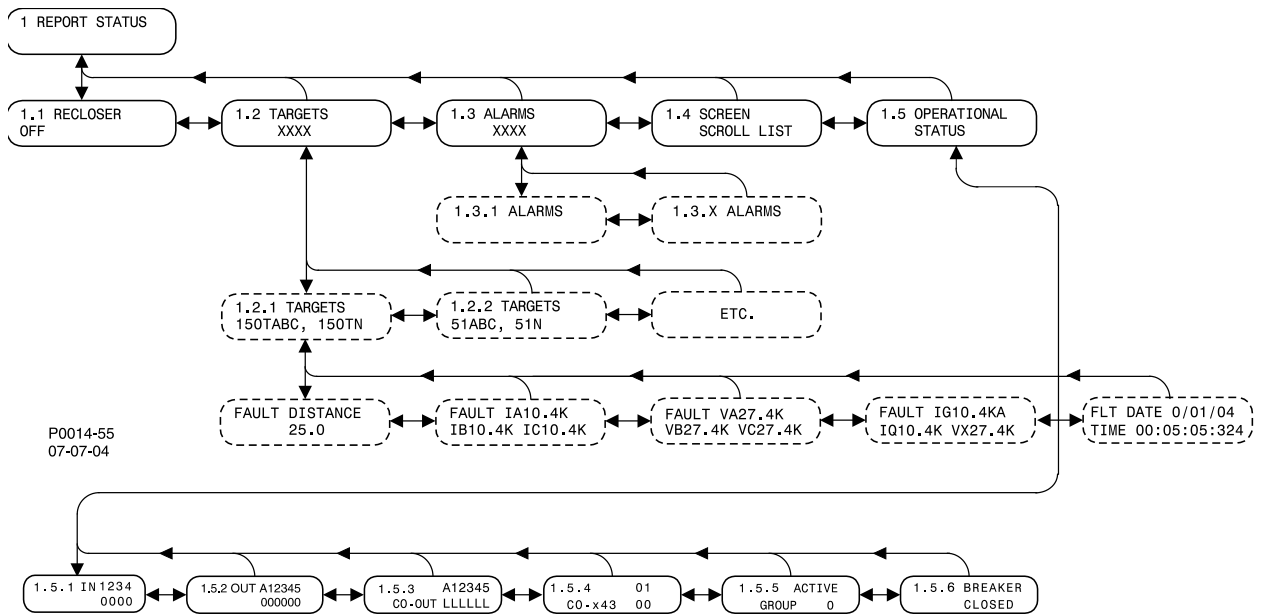 1 REPORT STATUS
1.1 RECLOSER
OFF
1.2 TARGETS
XXXX
1.3 ALARMS
XXXX
1.4 SCREEN
SCROLL LIST
1.5 OPERATIONAL
STATUS
1.3.1 ALARMS
1.3.X ALARMS
1.2.1 TARGETS
150TABC, 150TN
1.2.2 TARGETS
51ABC, 51N
ETC.
FAULT DISTANCE
25.0
FAULT IA10.4K
IB10.4K IC10.4K
FAULT VA27.4K
VB27.4K VC27.4K
FAULT IG10.4KA
IQ10.4K VX27.4K
FLT DATE 0/01/04
TIME 00:05:05:324
P0014-55
07-07-04
1.5.1 IN1234
0000
1.5.2 OUT A12345
000000
1.5.3 A12345
CO-OUT LLLLLL
1.5.4 01
CO-x43 00
1.5.5 ACTIVE
GROUP 0
1.5.6 BREAKER
CLOSED